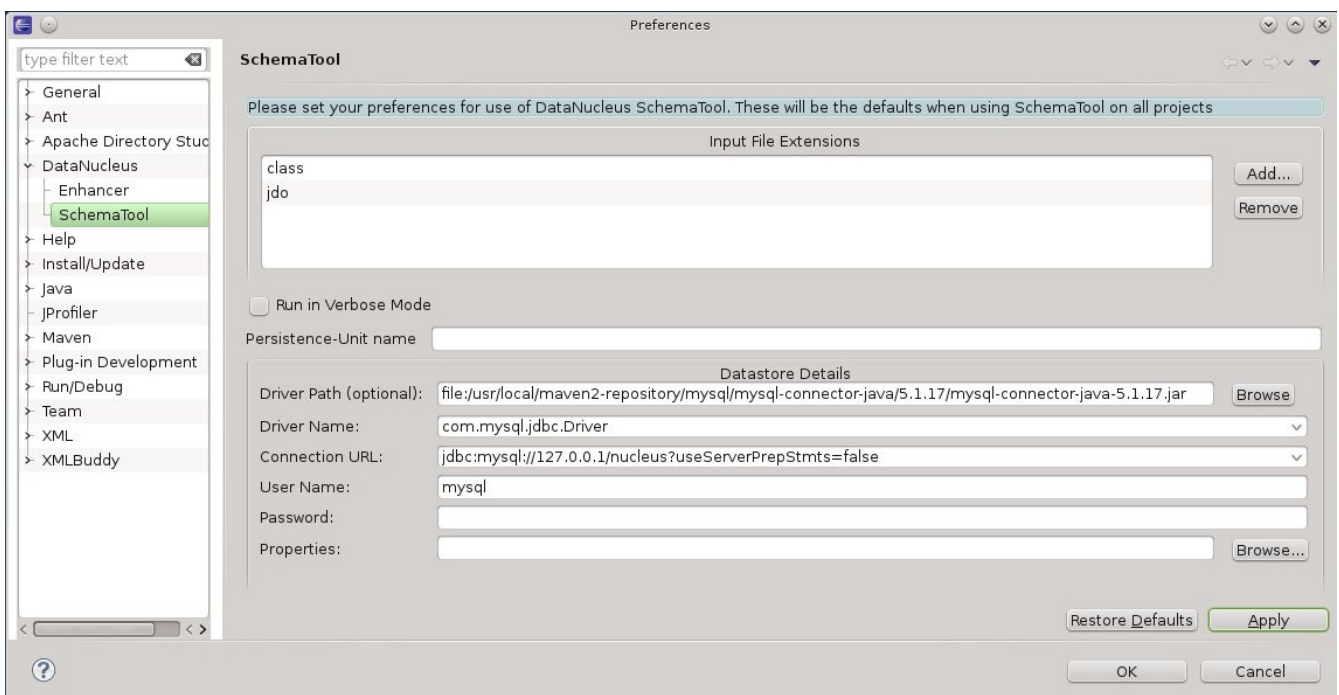 Preferences
type filter text
General
Ant
Apache Directory Stud
DataNucleus
Enhancer
SchemaTool
Help
Install/Update
Java
JProfiler
Maven
Plug-in Development
Run/Debug
Team
XML
XMLBuddy
SchemaTool
Please set your preferences for use of DataNucleus SchemaTool. These will be the defaults when using SchemaTool on all projects
Input File Extensions
class
jdo
Add...
Remove
Run in Verbose Mode
Persistence-Unit name
Datastore Details
Driver Path (optional): file:/usr/local/maven2-repository/mysql/mysql-connector-java/5.1.17/mysql-connector-java-5.1.17.jar Browse
Driver Name: com.mysql.jdbc.Driver
Connection URL: jdbc:mysql://127.0.0.1/nucleus?useServerPrepStmts=false
User Name: mysql
Password:
Properties: Browse...
Restore Defaults Apply
? OK Cancel